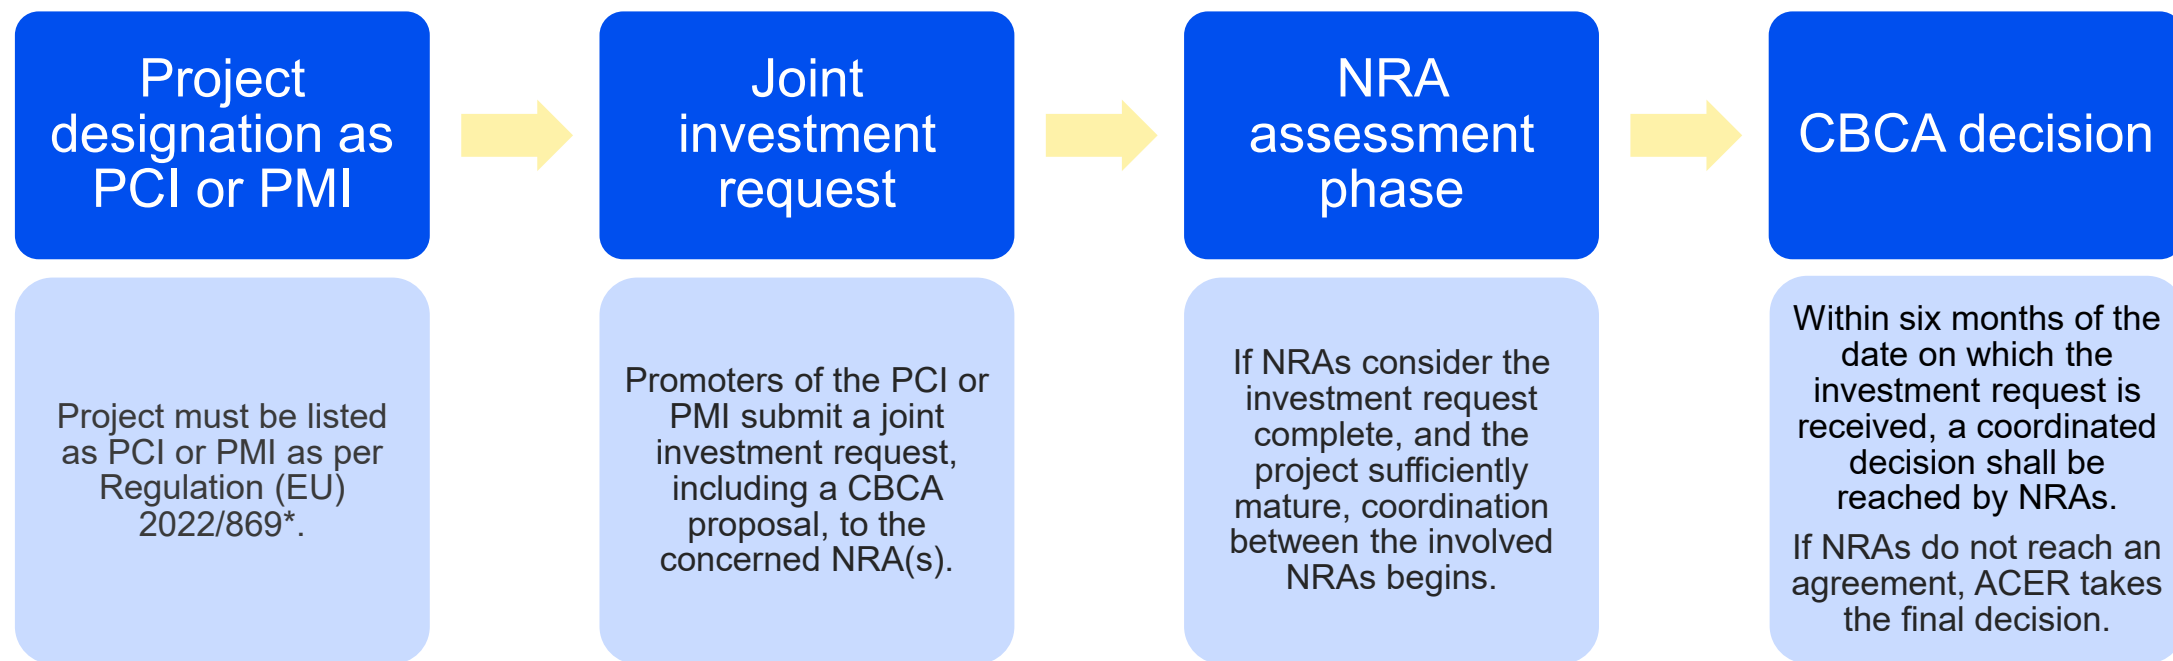 Project
designation as
PCI or PMI
Project must be listed
as PCI or PMI as per
Regulation (EU)
2022/869*.
Joint
investment
request
Promoters of the PCI or
PMI submit a joint
investment request,
including a CBCA
proposal, to the
concerned NRA(s).
NRA
assessment
phase
If NRAs consider the
investment request
complete, and the
project sufficiently
mature, coordination
between the involved
NRAs begins.
CBCA decision
Within six months of the
date on which the
investment request is
received, a coordinated
decision shall be
reached by NRAs.
If NRAs do not reach an
agreement, ACER takes
the final decision.